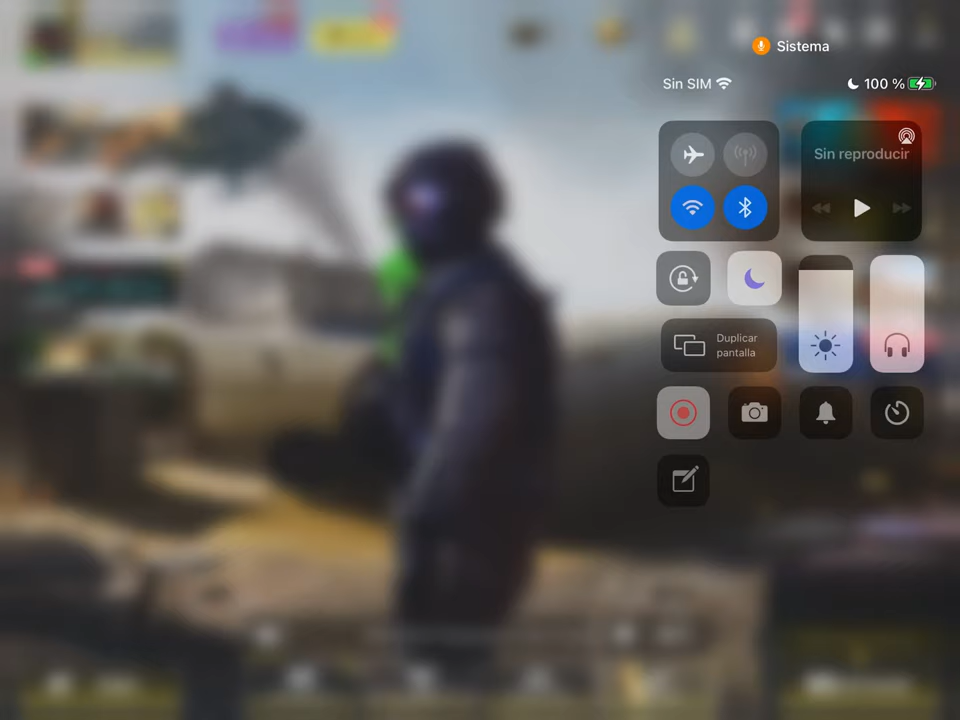 Sistema
Sin SIM
100 %
Sin reproducir
Duplicar
pantalla